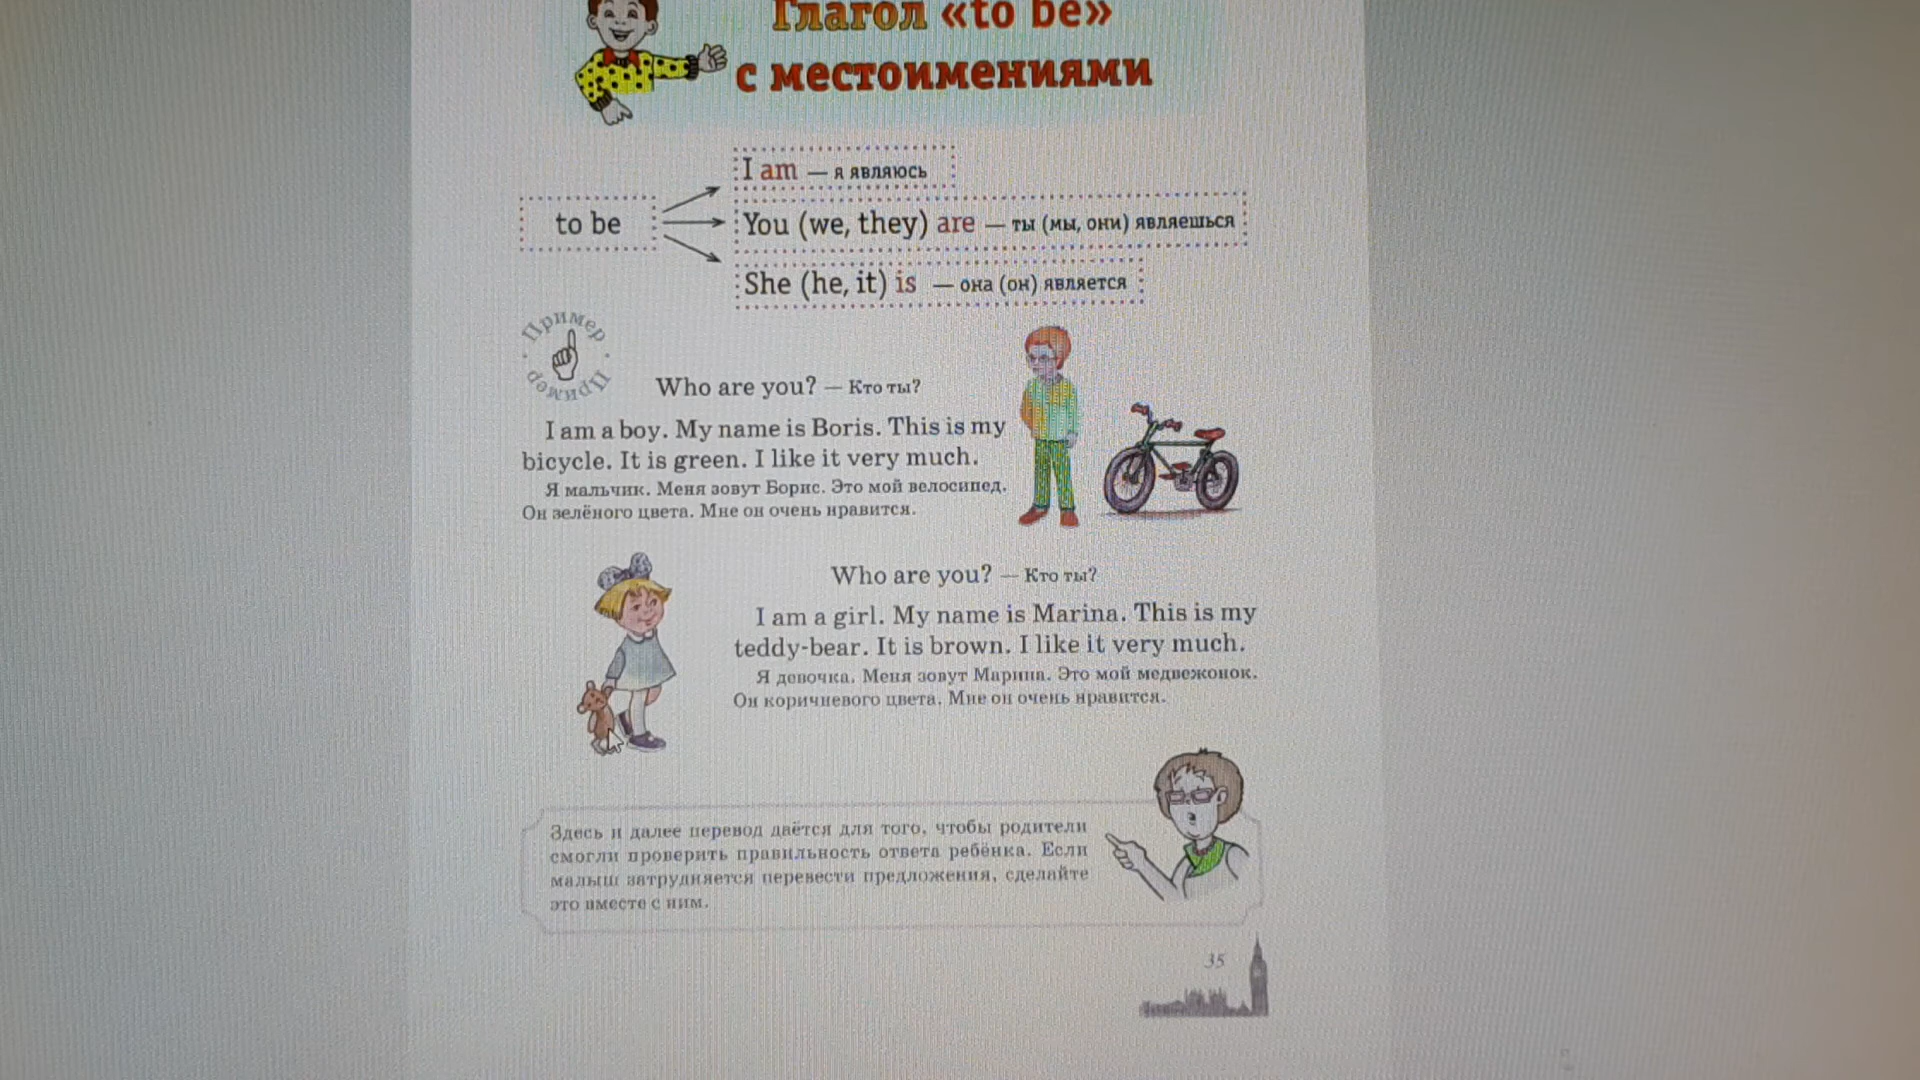 Глагол «to be»
с местоимениями
I am — я являюсь
to be
You (we, they) are — ты (мы, они) являешься
She (he, it) is — она (он) является
Пример
Пример
Who are you? — Кто ты?
I am a boy. My name is Boris. This is my
bicycle. It is green. I like it very much.
Я мальчик. Меня зовут Борис. Это мой велосипед.
Он зелёного цвета. Мне он очень нравится.
Who are you? — Кто ты?
I am a girl. My name is Marina. This is my
teddy-bear. It is brown. I like it very much.
Я девочка. Меня зовут Марина. Это мой медвежонок.
Он коричневого цвета. Мне он очень нравится.
Здесь и далее перевод даётся для того, чтобы родители
смогли проверить правильность ответа ребёнка. Если
малыш затрудняется перевести предложения, сделайте
это вместе с ним.
35